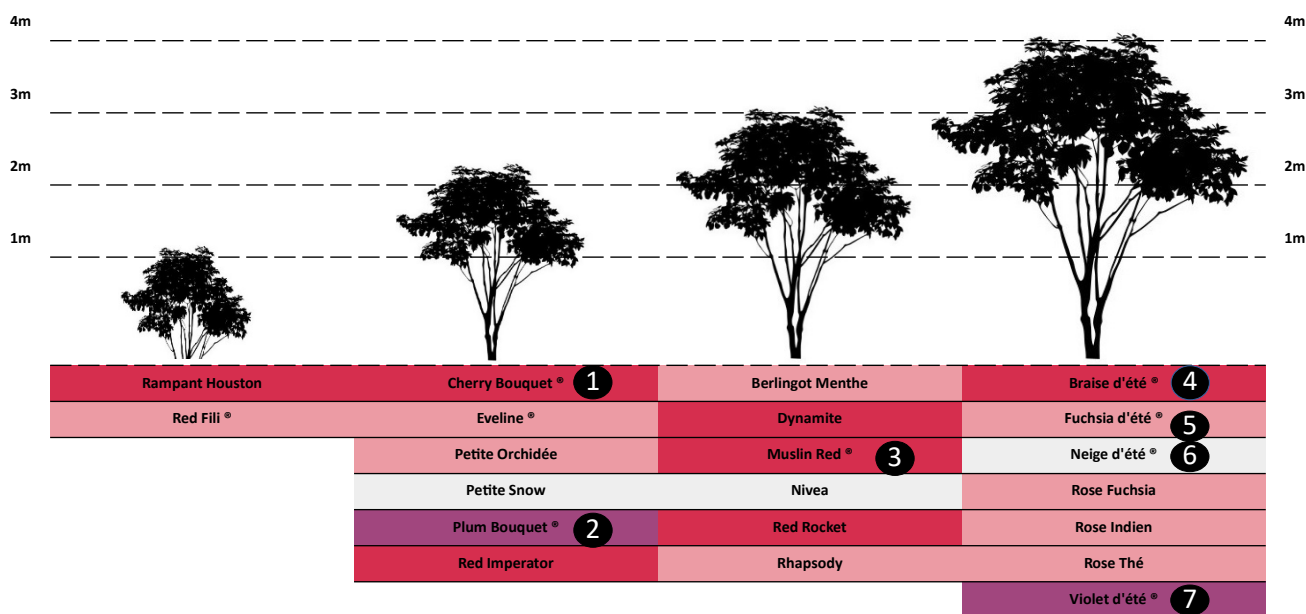 4m 4m
3m 3m
2m 2m
1m 1m
Rampant Houston Cherry Bouquet ® 1 Berlingot Menthe Braise d'été ® 4
Red Fili ® Eveline ® Dynamite Fuchsia d'été ® 5
Petite Orchidée Muslin Red ® 3 Neige d'été ® 6
Petite Snow Nivea Rose Fuchsia
Plum Bouquet ® 2 Red Rocket Rose Indien
Red Imperator Rhapsody Rose Thé
Violet d'été ® 7